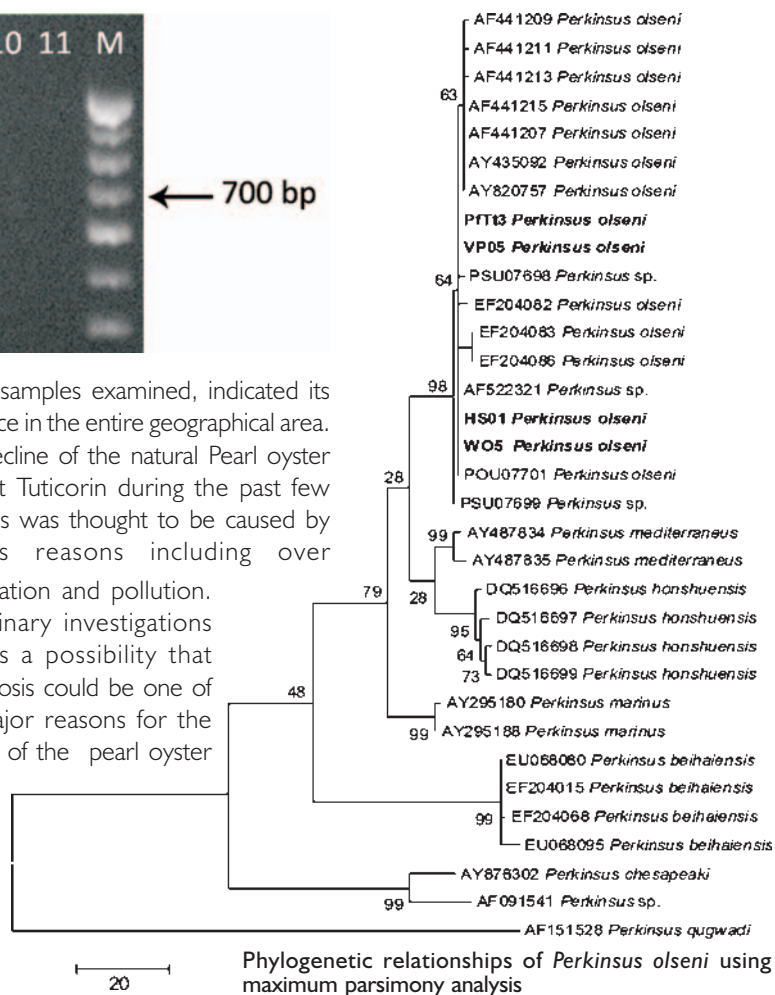 10 11 M
700 bp
samples examined, indicated its
ce in the entire geographical area.
ecline of the natural Pearl oyster
t Tuticorin during the past few
s was thought to be caused by
s reasons including over
ation and pollution.
inary investigations
s a possibility that
osis could be one of
ajor reasons for the
of the pearl oyster
AF441209 Perkinsus olseni
AF441211 Perkinsus olseni
AF441213 Perkinsus olseni
63
AF441215 Perkinsus olseni
AF441207 Perkinsus olseni
AY435092 Perkinsus olseni
AY820757 Perkinsus olseni
PfTt3 Perkinsus olseni
VP05 Perkinsus olseni
64
PSU07698 Perkinsus sp.
EF204082 Perkinsus olseni
EF204083 Perkinsus olseni
EF204086 Perkinsus olseni
98
AF522321 Perkinsus sp.
HS01 Perkinsus olseni
WO5 Perkinsus olseni
POU07701 Perkinsus olseni
28
PSU07699 Perkinsus sp.
99
AY487834 Perkinsus mediterraneus
AY487835 Perkinsus mediterraneus
79
28
DQ516696 Perkinsus honshuensis
DQ516697 Perkinsus honshuensis
95
64
DQ516698 Perkinsus honshuensis
73
DQ516699 Perkinsus honshuensis
48
AY295180 Perkinsus marinus
99
AY295188 Perkinsus marinus
EU068080 Perkinsus beihaiensis
EF204015 Perkinsus beihaiensis
99
EF204068 Perkinsus beihaiensis
EU068095 Perkinsus beihaiensis
AY876302 Perkinsus chesapeaki
99
AF091541 Perkinsus sp.
AF151528 Perkinsus qugwadi
20
Phylogenetic relationships of Perkinsus olseni using
maximum parsimony analysis